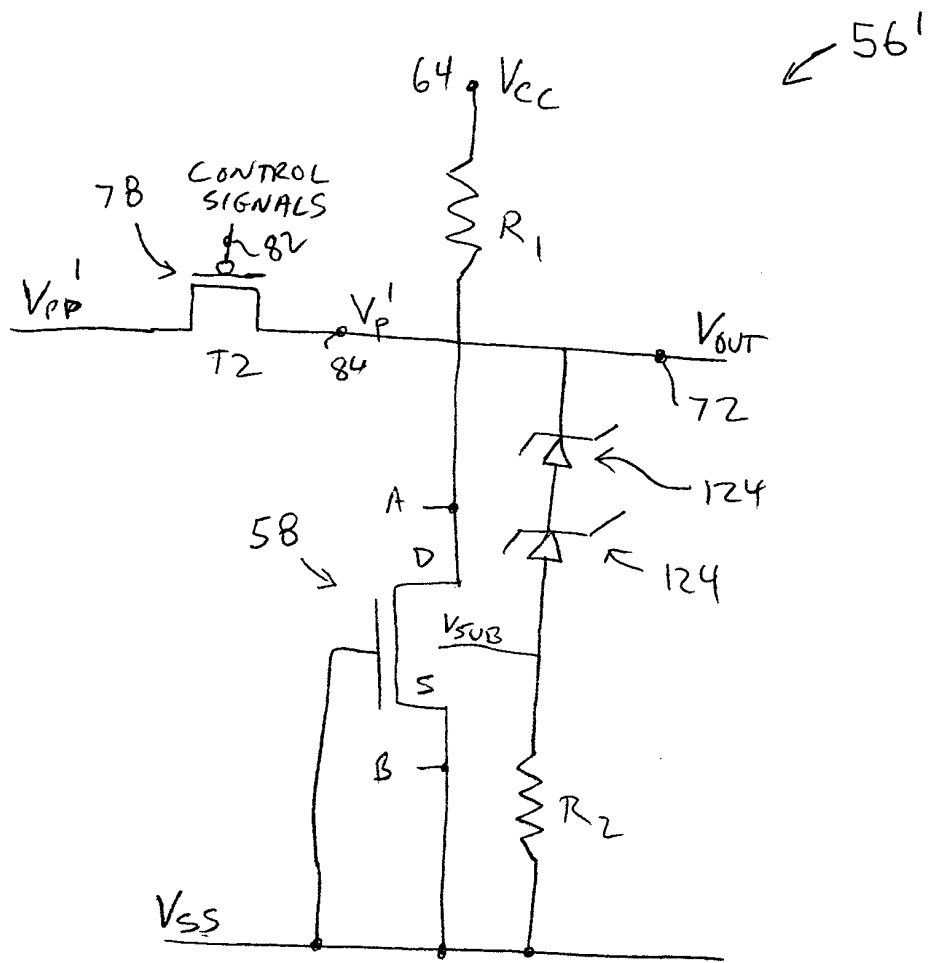 56'
64 VCC
CONTROL
SIGNALS
78
82
R1
VPP'
VP'
VOUT
T2
84
72
A
124
58
D
124
VSUB
S
B
R2
VSS